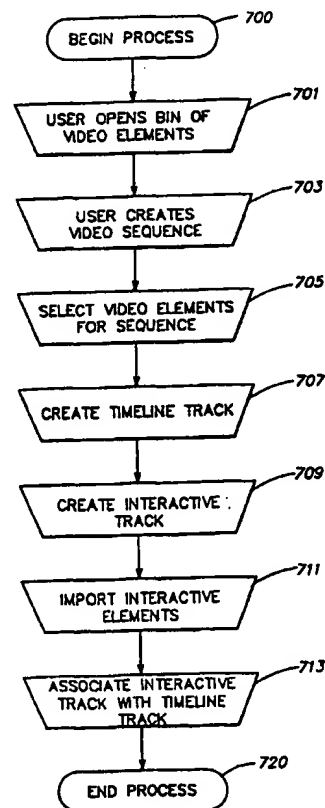 700
BEGIN PROCESS
701
USER OPENS BIN OF
VIDEO ELEMENTS
703
USER CREATES
VIDEO SEQUENCE
705
SELECT VIDEO ELEMENTS
FOR SEQUENCE
707
CREATE TIMELINE TRACK
709
CREATE INTERACTIVE
TRACK
711
IMPORT INTERACTIVE
ELEMENTS
713
ASSOCIATE INTERACTIVE
TRACK WITH TIMELINE
TRACK
720
END PROCESS